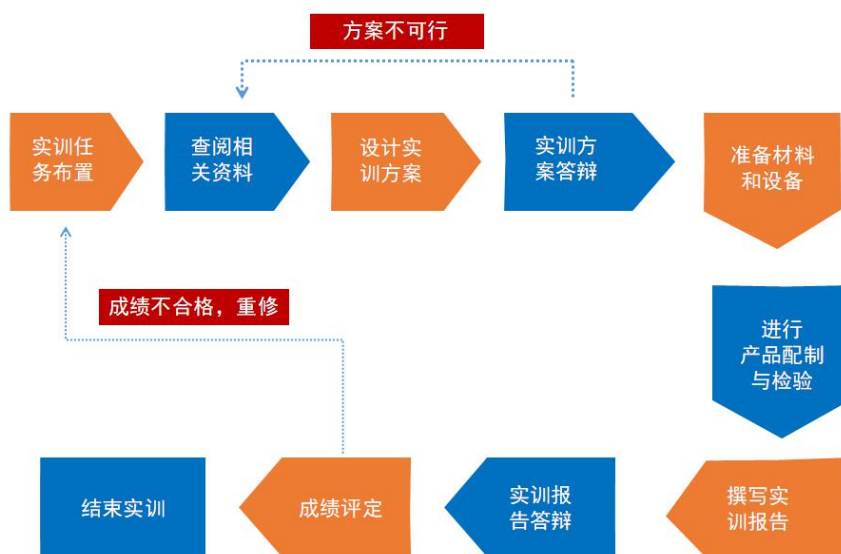 方案不可行
实训任
务布置
查阅相
关资料
设计实
训方案
实训方
案答辩
准备材料
和设备
成绩不合格，重修
进行
产品配制
与检验
结束实训
成绩评定
实训报
告答辩
撰写实
训报告